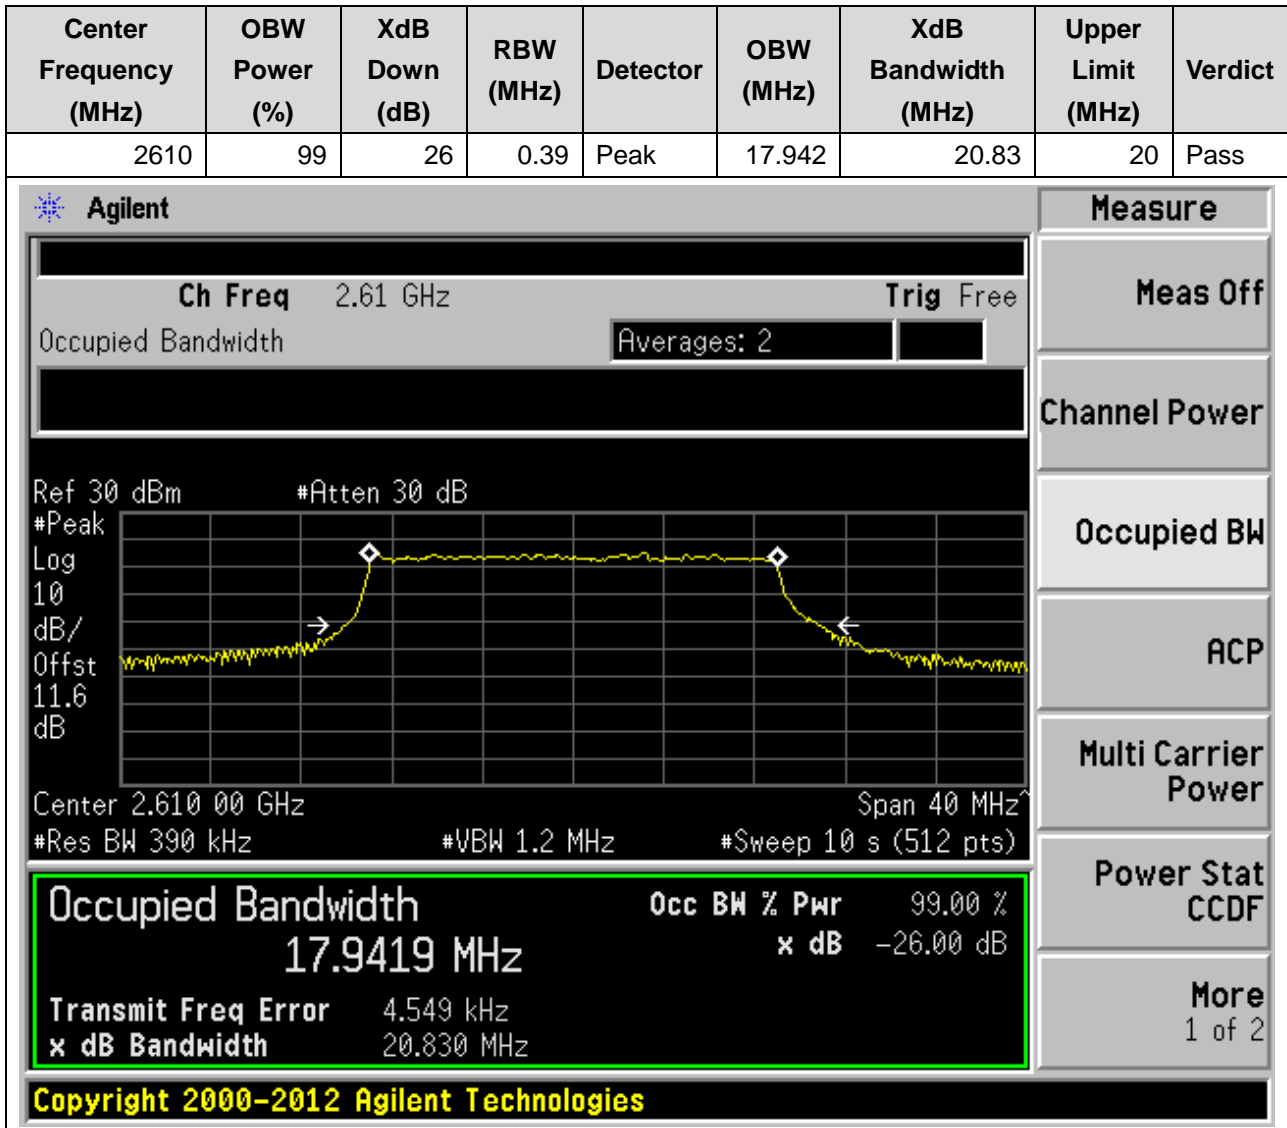 Center Frequency (MHz) OBW Power (%) XdB Down (dB) RBW (MHz) Detector OBW (MHz) XdB Bandwidth (MHz) Upper Limit (MHz) Verdict
2610 99 26 0.39 Peak 17.942 20.83 20 Pass
Agilent
Measure
Ch Freq 2.61 GHz Trig Free
Meas Off
Occupied Bandwidth Averages: 2
Channel Power
Ref 30 dBm #Atten 30 dB
#Peak
Log
10
dB/
Offst
11.6
dB
Occupied BW
ACP
Multi Carrier
Power
Center 2.610 00 GHz Span 40 MHz^
#Res BW 390 kHz #VBW 1.2 MHz #Sweep 10 s (512 pts)
Power Stat
CCDF
Occupied Bandwidth Occ BW % Pwr 99.00 %
17.9419 MHz x dB -26.00 dB
Transmit Freq Error 4.549 kHz
x dB Bandwidth 20.830 MHz
More
1 of 2
Copyright 2000-2012 Agilent Technologies